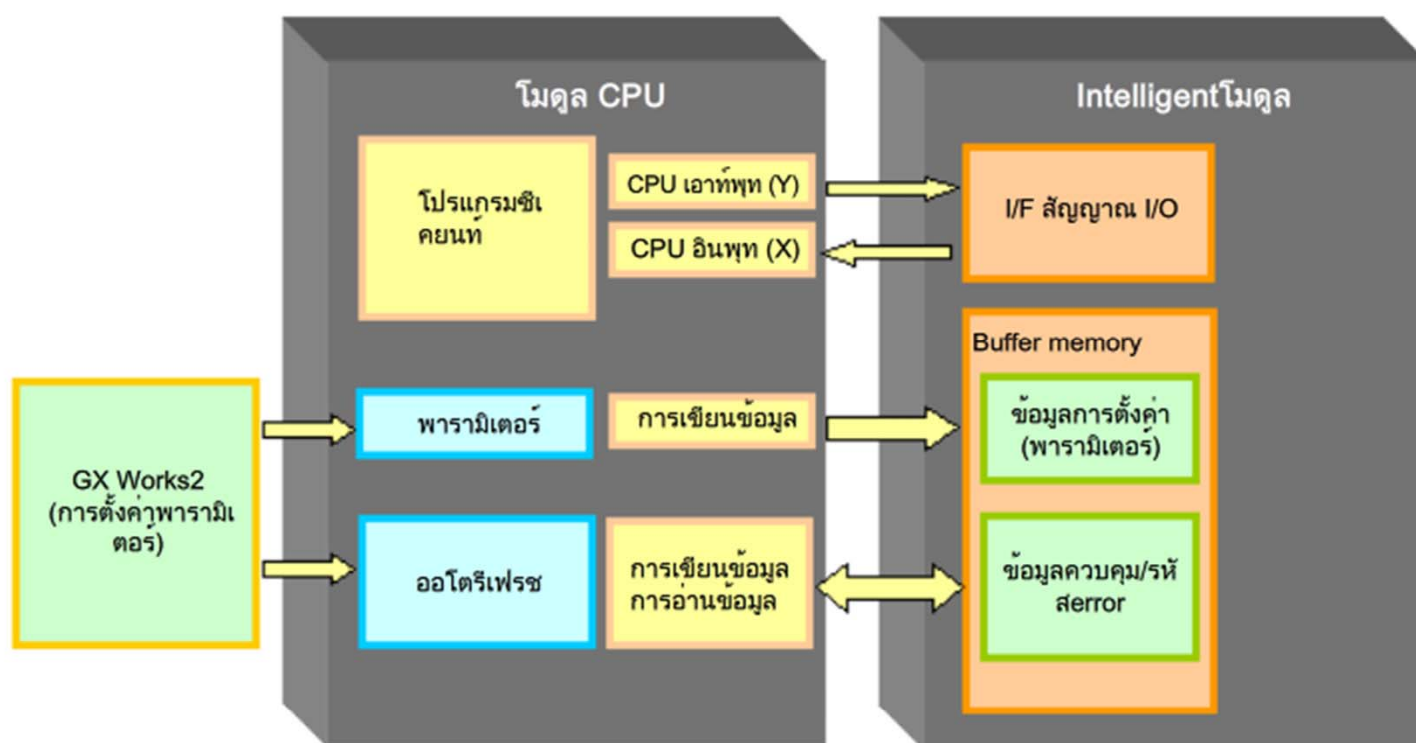 โมดูล CPU
โปรแกรมซีเ
คยนท์
CPU เอาท์พุท (Y)
CPU อินพุท (X)
พารามิเตอร์
การเขียนข้อมูล
ออโตรีเฟรช
การเขียนข้อมูล
การอ่านข้อมูล
GX Works2
(การตั้งค่าพารามิเ
ตอร์)
Intelligentโมดูล
I/F สัญญาณ I/O
Buffer memory
ข้อมูลการตั้งค่า
(พารามิเตอร์)
ข้อมูลควบคุม/รหั
สerror